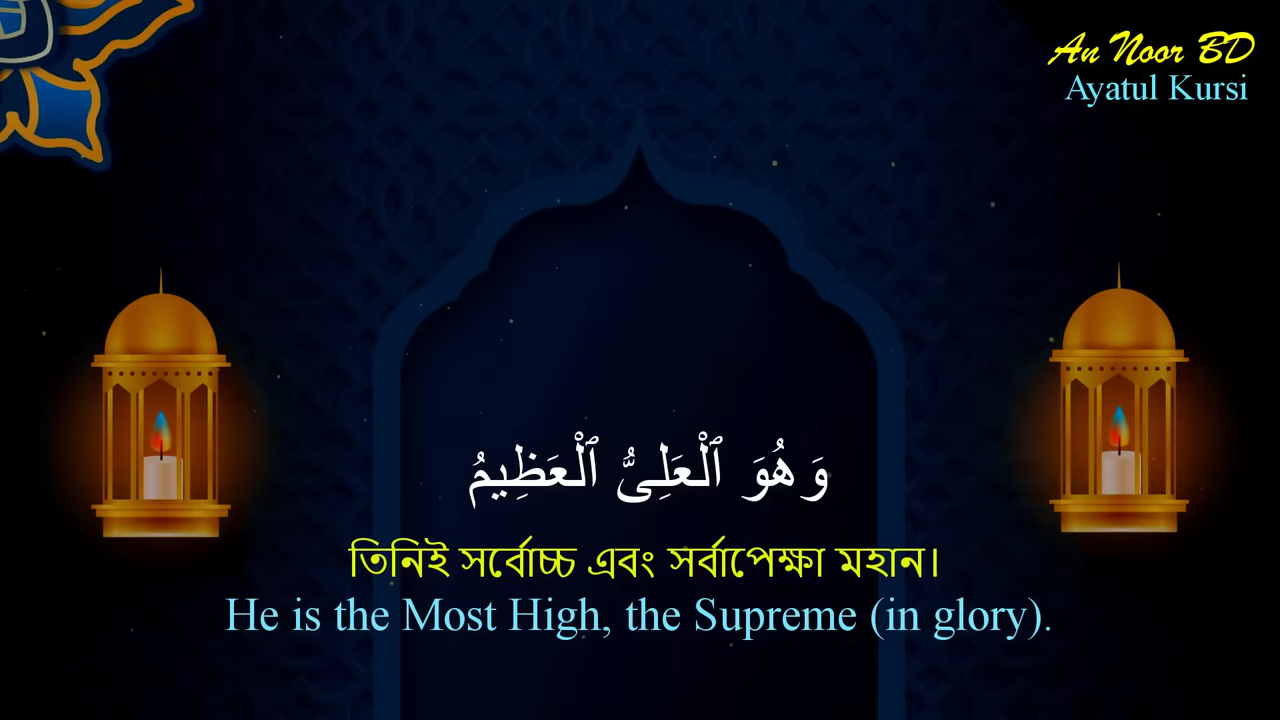 An Noor BD
Ayatul Kursi
وَهُوَ ٱلْعَلِىُّ ٱلْعَظِيمُ
তিনিই সর্বোচ্চ এবং সর্বাপেক্ষা মহান।
He is the Most High, the Supreme (in glory).